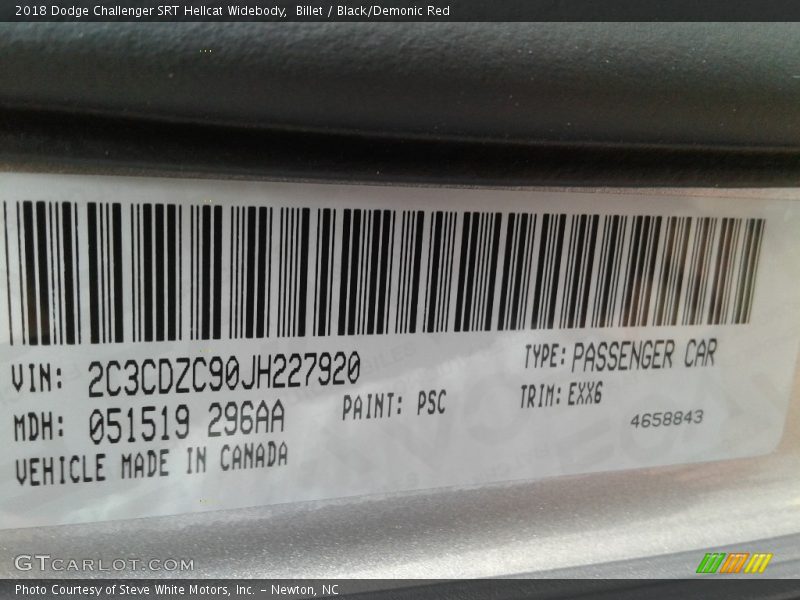 2018 Dodge Challenger SRT Hellcat Widebody, Billet / Black/Demonic Red
VIN: 2C3CDZC90JH227920
TYPE: PASSENGER CAR
MDH: 051519 296AA
PAINT: PSC
TRIM: EXX6
4658843
VEHICLE MADE IN CANADA
GTCARLOT.COM
Photo Courtesy of Steve White Motors, Inc. – Newton, NC